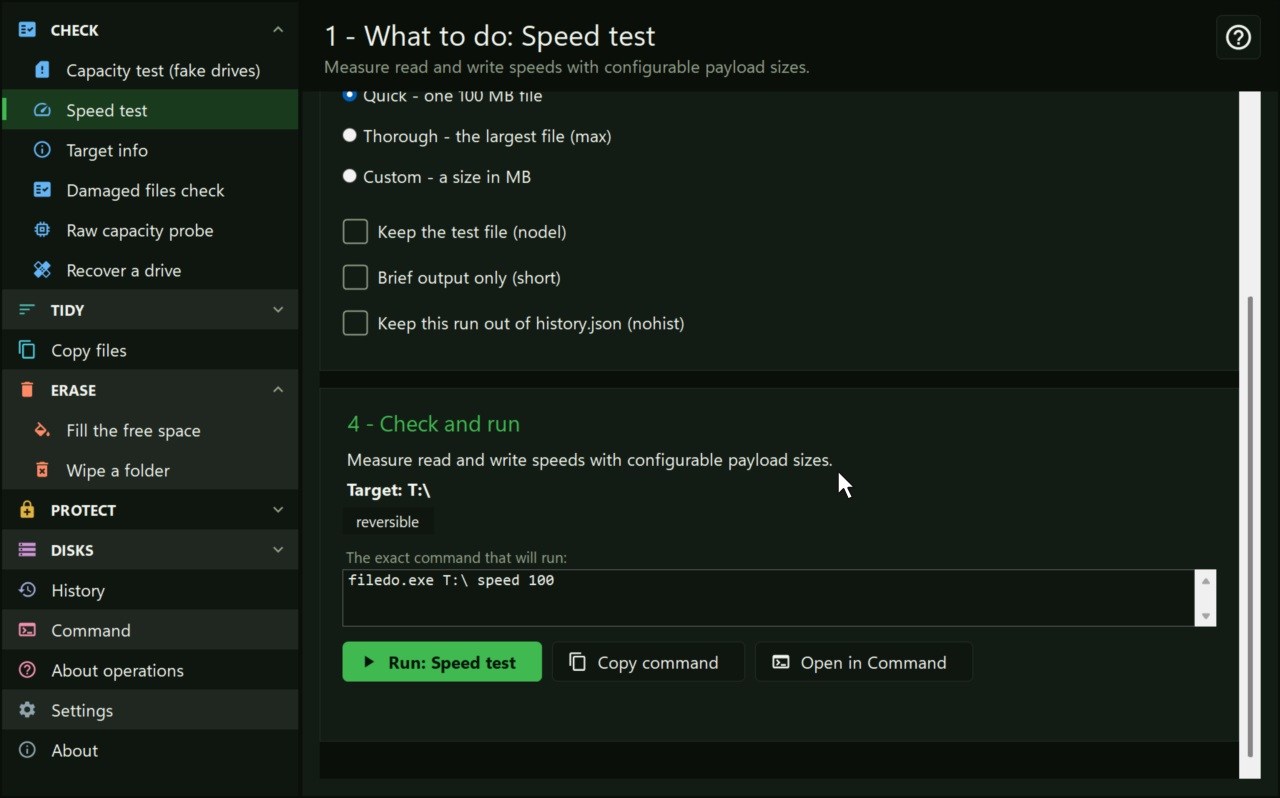 CHECK
Capacity test (fake drives)
Speed test
Target info
Damaged files check
Raw capacity probe
Recover a drive
TIDY
Copy files
ERASE
Fill the free space
Wipe a folder
PROTECT
DISKS
History
Command
About operations
Settings
About
1 - What to do: Speed test
Measure read and write speeds with configurable payload sizes.
Quick - one 100 MB file
Thorough - the largest file (max)
Custom - a size in MB
Keep the test file (nodel)
Brief output only (short)
Keep this run out of history.json (nohist)
4 - Check and run
Measure read and write speeds with configurable payload sizes.
Target: T:\
reversible
The exact command that will run:
filedo.exe T:\ speed 100
Run: Speed test
Copy command
Open in Command